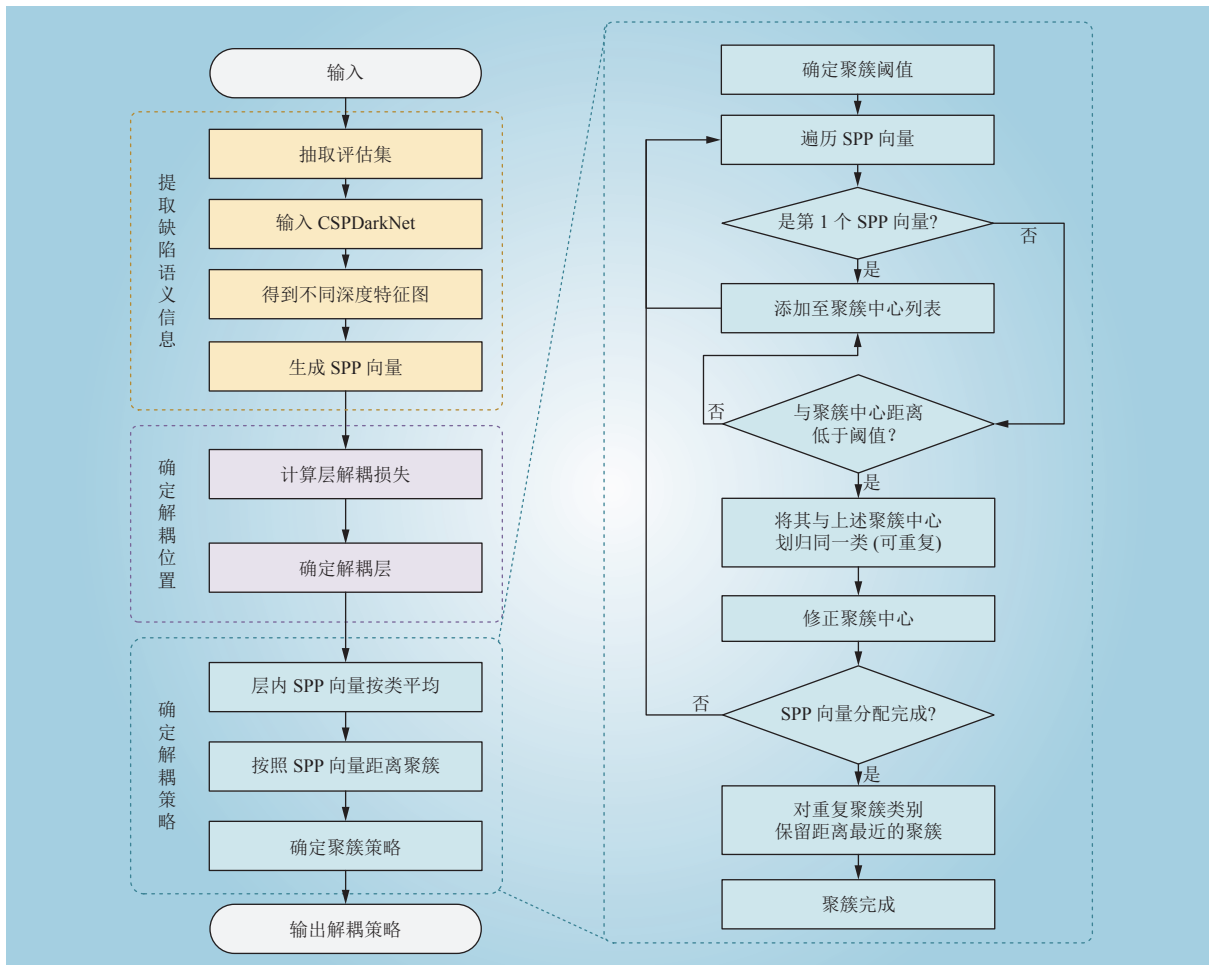 输入
提取缺陷语义信息
抽取评估集
输入 CSPDarkNet
得到不同深度特征图
生成 SPP 向量
确定解耦位置
计算层解耦损失
确定解耦层
确定解耦策略
层内 SPP 向量按类平均
按照 SPP 向量距离聚簇
确定聚簇策略
输出解耦策略
确定聚簇阈值
遍历 SPP 向量
是第 1 个 SPP 向量?
否
是
添加至聚簇中心列表
与聚簇中心距离
低于阈值？
否
是
将其与上述聚簇中心
划归同一类 (可重复)
修正聚簇中心
SPP 向量分配完成?
否
是
对重复聚簇类别
保留距离最近的聚簇
聚簇完成